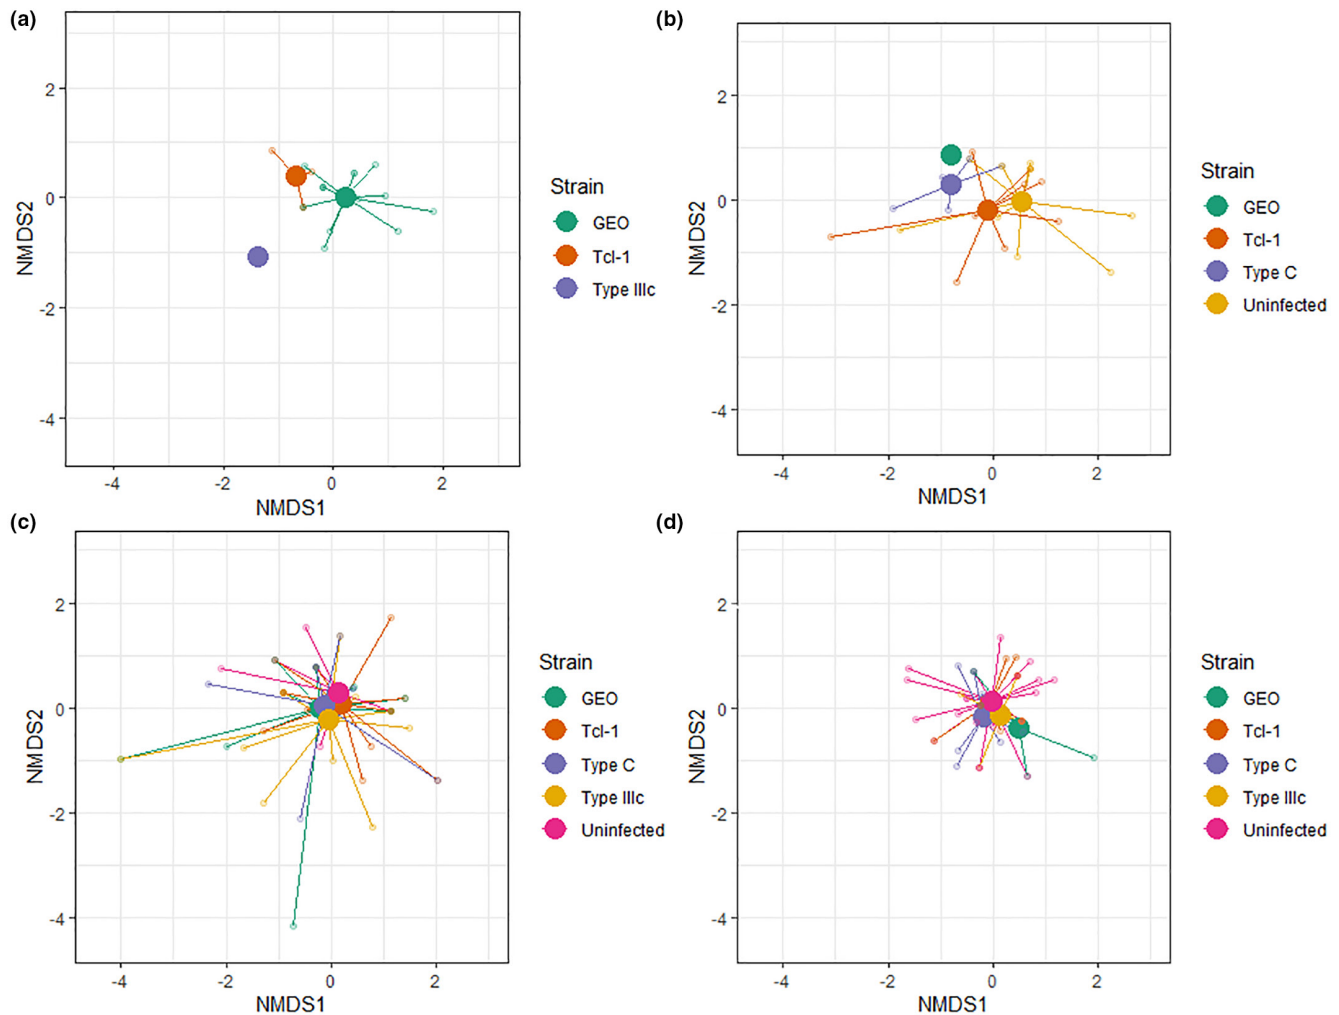 (a)
2
0
-2
-4
NMDS2
-4
-2
0
2
NMDS1
Strain
GEO
Tcl-1
Type IIIc
(b)
2
0
-2
-4
NMDS2
-4
-2
0
2
NMDS1
Strain
GEO
Tcl-1
Type C
Uninfected
(c)
2
0
-2
-4
NMDS2
-4
-2
0
2
NMDS1
Strain
GEO
Tcl-1
Type C
Type IIIc
Uninfected
(d)
2
0
-2
-4
NMDS2
-4
-2
0
2
NMDS1
Strain
GEO
Tcl-1
Type C
Type IIIc
Uninfected